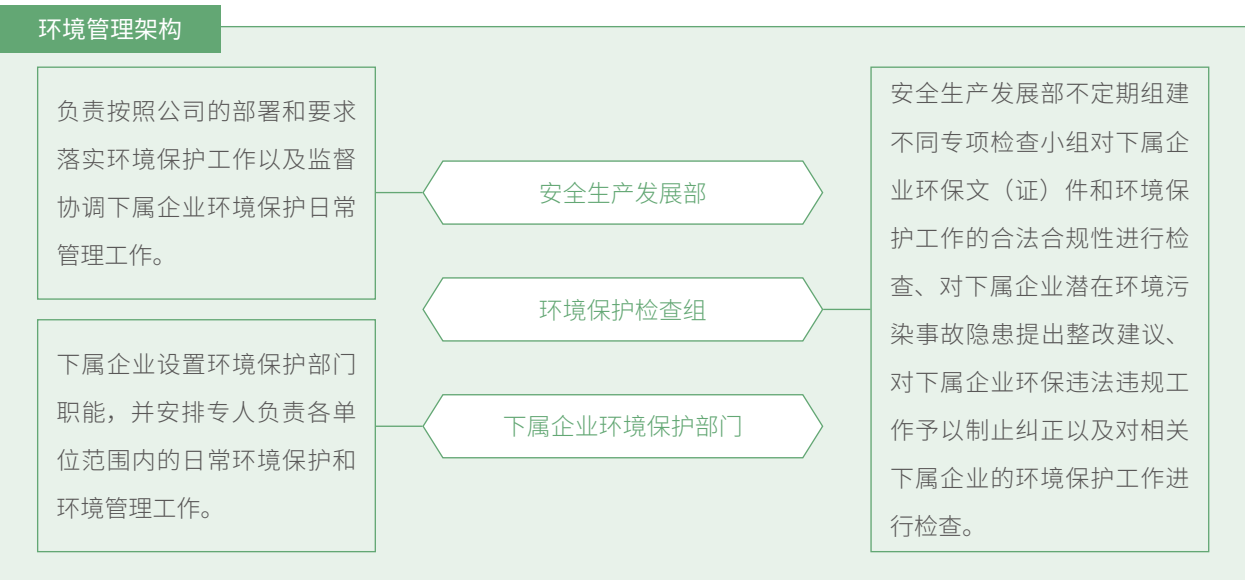 环境管理架构
负责按照公司的部署和要求
落实环境保护工作以及监督
协调下属企业环境保护日常
管理工作。
下属企业设置环境保护部门
职能，并安排专人负责各单
位范围内的日常环境保护和
环境管理工作。
安全生产发展部
环境保护检查组
下属企业环境保护部门
安全生产发展部不定期组建
不同专项检查小组对下属企
业环保文（证）件和环境保
护工作的合法合规性进行检
查、对下属企业潜在环境污
染事故隐患提出整改建议、
对下属企业环保违法违规工
作予以制止纠正以及对相关
下属企业的环境保护工作进
行检查。